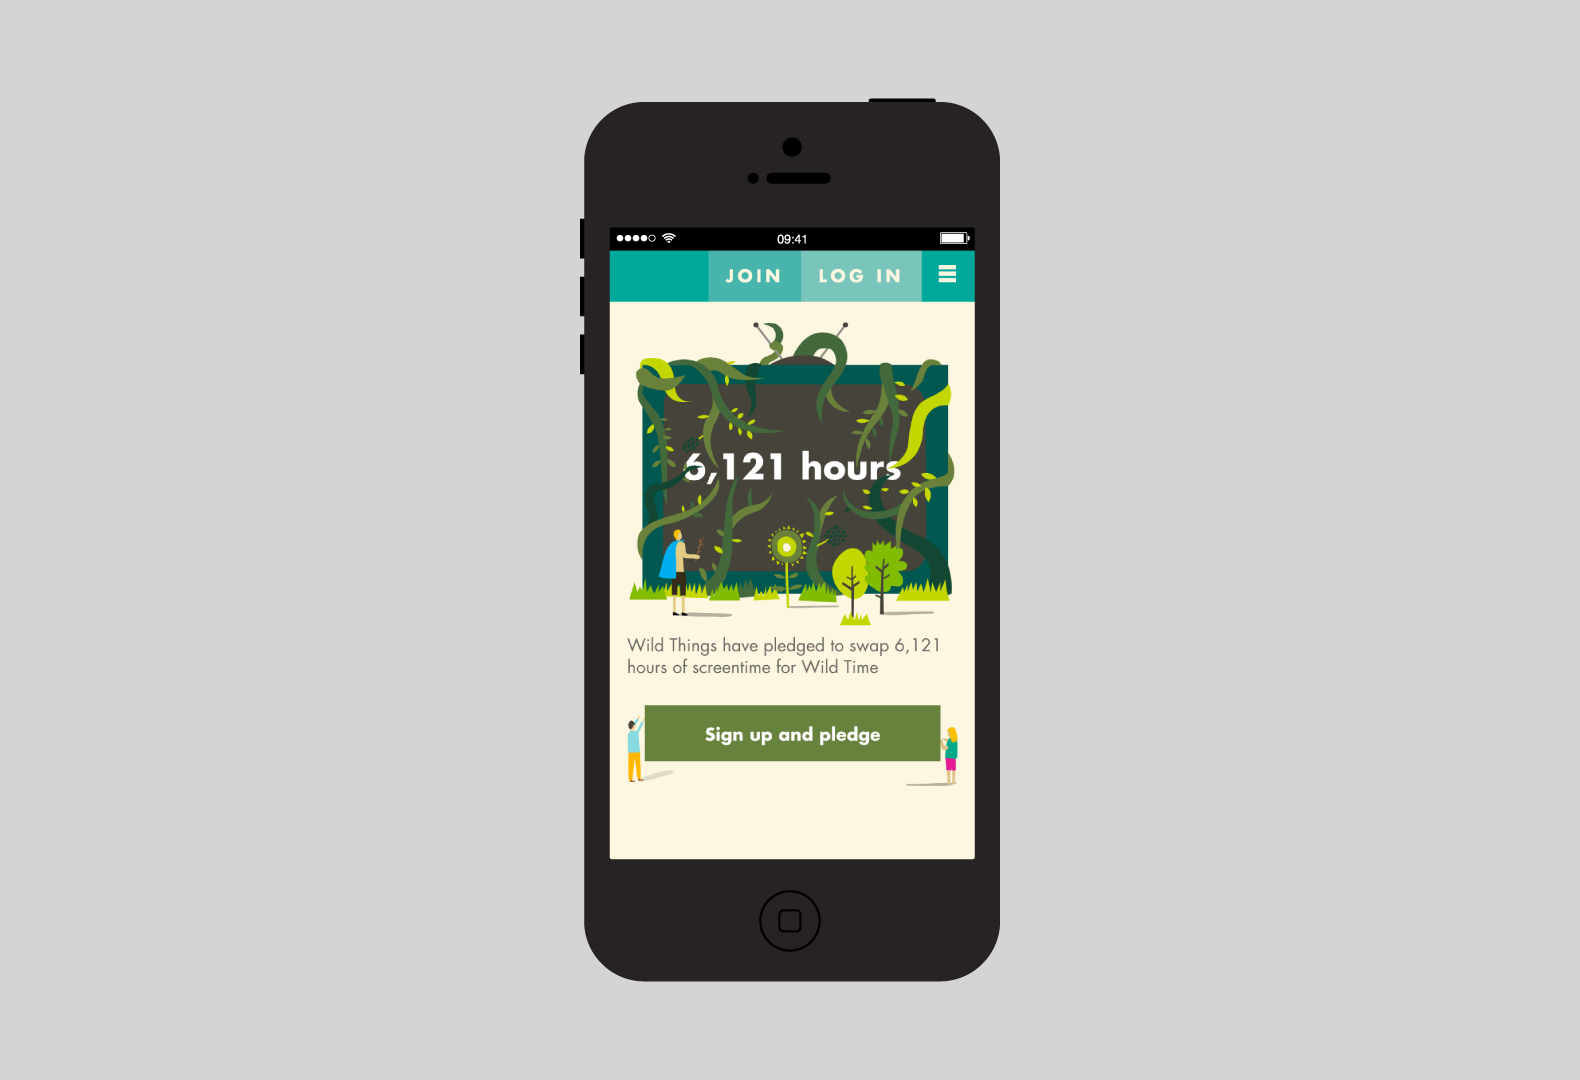 09:41
JOIN LOG IN
6,121 hours
Wild Things have pledged to swap 6,121
hours of screentime for Wild Time
Sign up and pledge